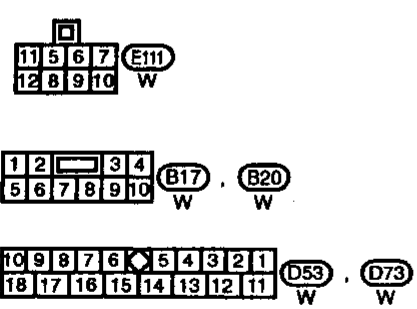 11 5 6 7 E111
12 8 9 10 W
1 2 3 4 B17 , B20
5 6 7 8 9 10 W W
10 9 8 7 6 5 4 3 2 1 D53 , D73
18 17 16 15 14 13 12 11 W W